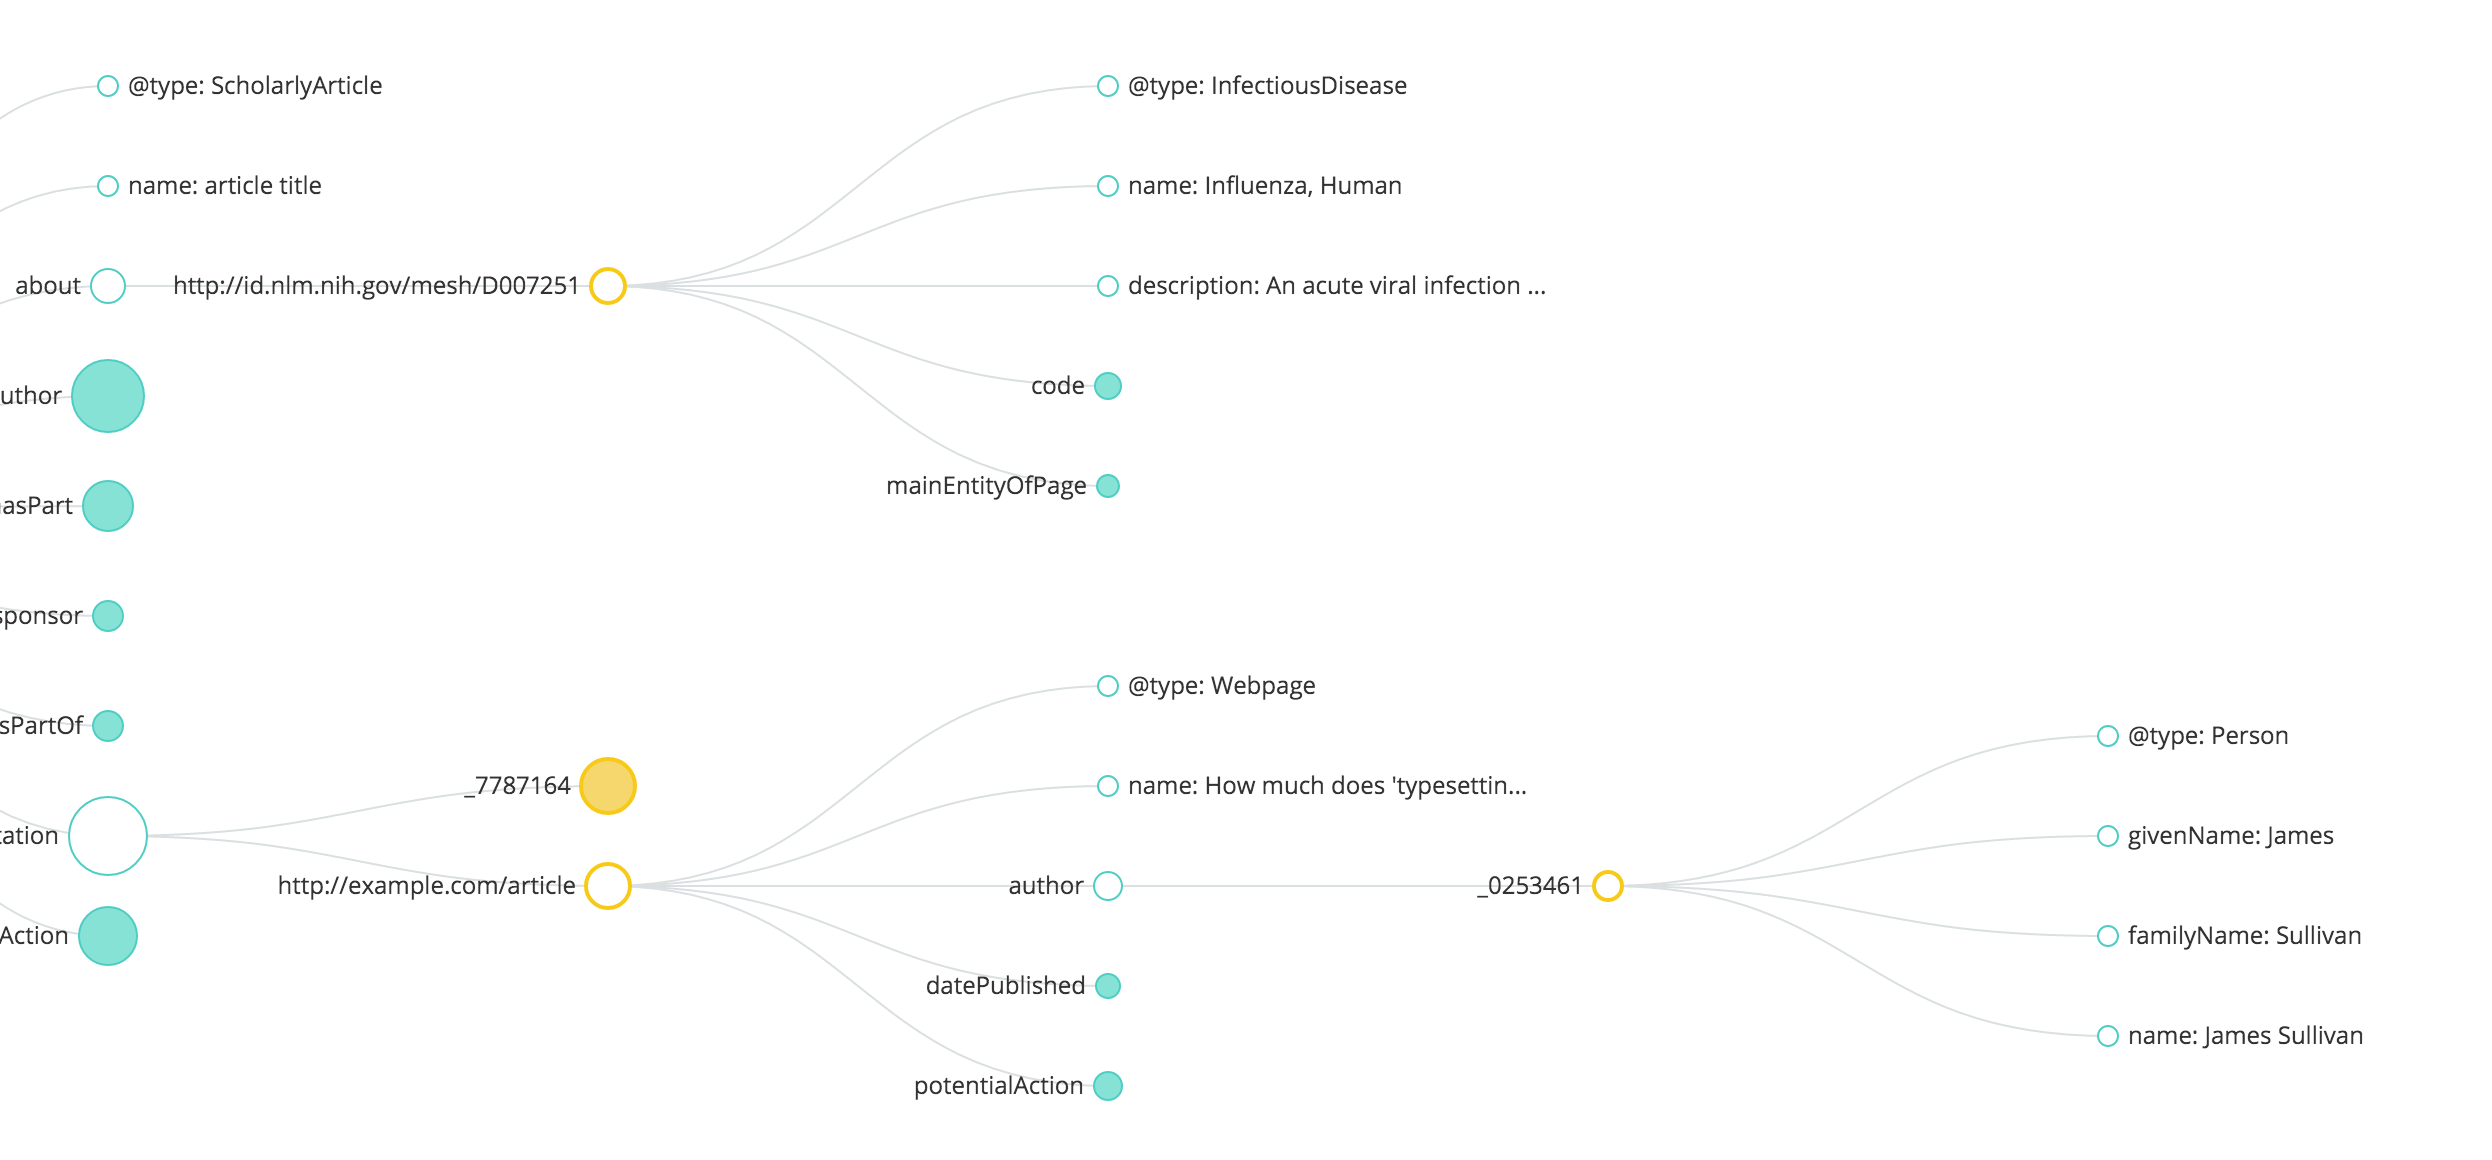 @type: ScholarlyArticle
name: article title
about
http://id.nlm.nih.gov/mesh/D007251
@type: InfectiousDisease
name: Influenza, Human
description: An acute viral infection ...
code
mainEntityOfPage
uthor
asPart
ponsor
sPartOf
_7787164
ation
http://example.com/article
@type: Webpage
name: How much does 'typesettin...
author
datePublished
potentialAction
_0253461
@type: Person
givenName: James
familyName: Sullivan
name: James Sullivan
Action